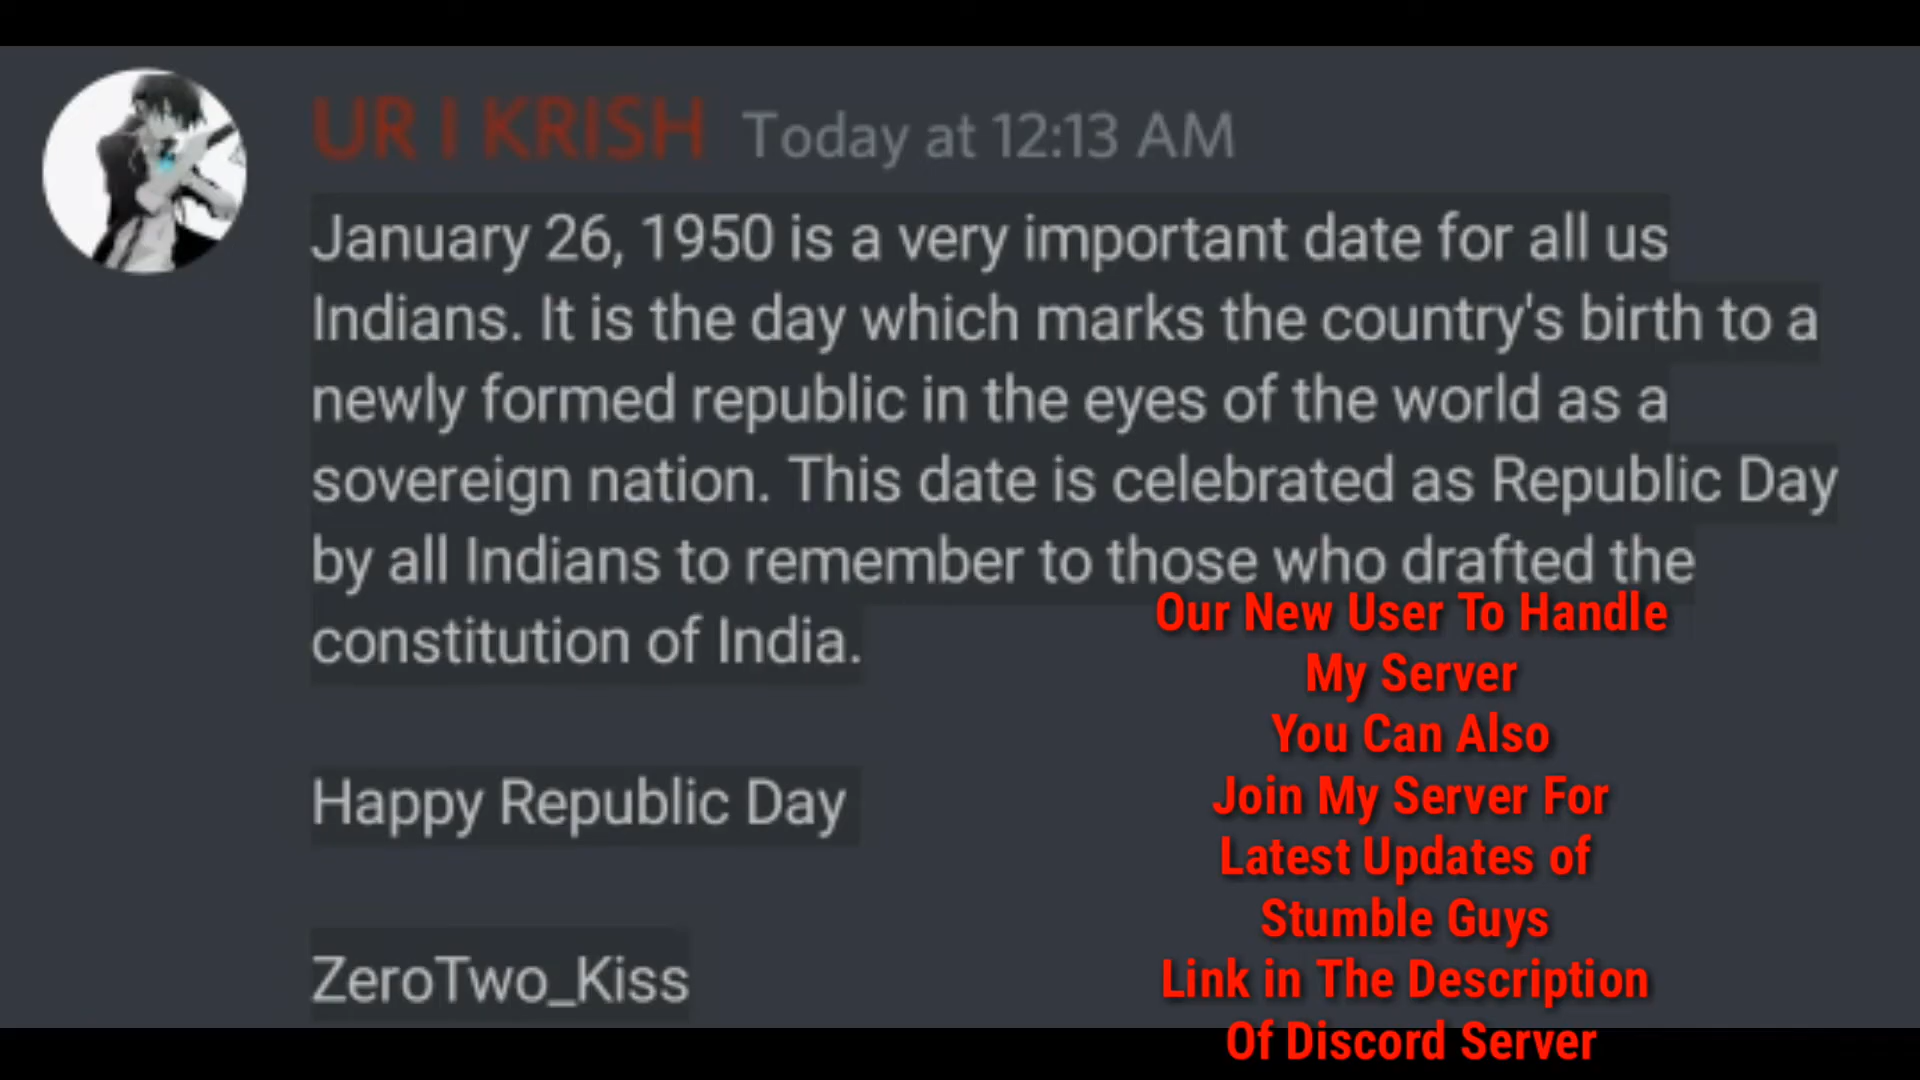 UR I KRISH Today at 12:13 AM
January 26, 1950 is a very important date for all us
Indians. It is the day which marks the country's birth to a
newly formed republic in the eyes of the world as a
sovereign nation. This date is celebrated as Republic Day
by all Indians to remember to those who drafted the
constitution of India.
Happy Republic Day
ZeroTwo_Kiss
Our New User To Handle
My Server
You Can Also
Join My Server For
Latest Updates of
Stumble Guys
Link in The Description
Of Discord Server